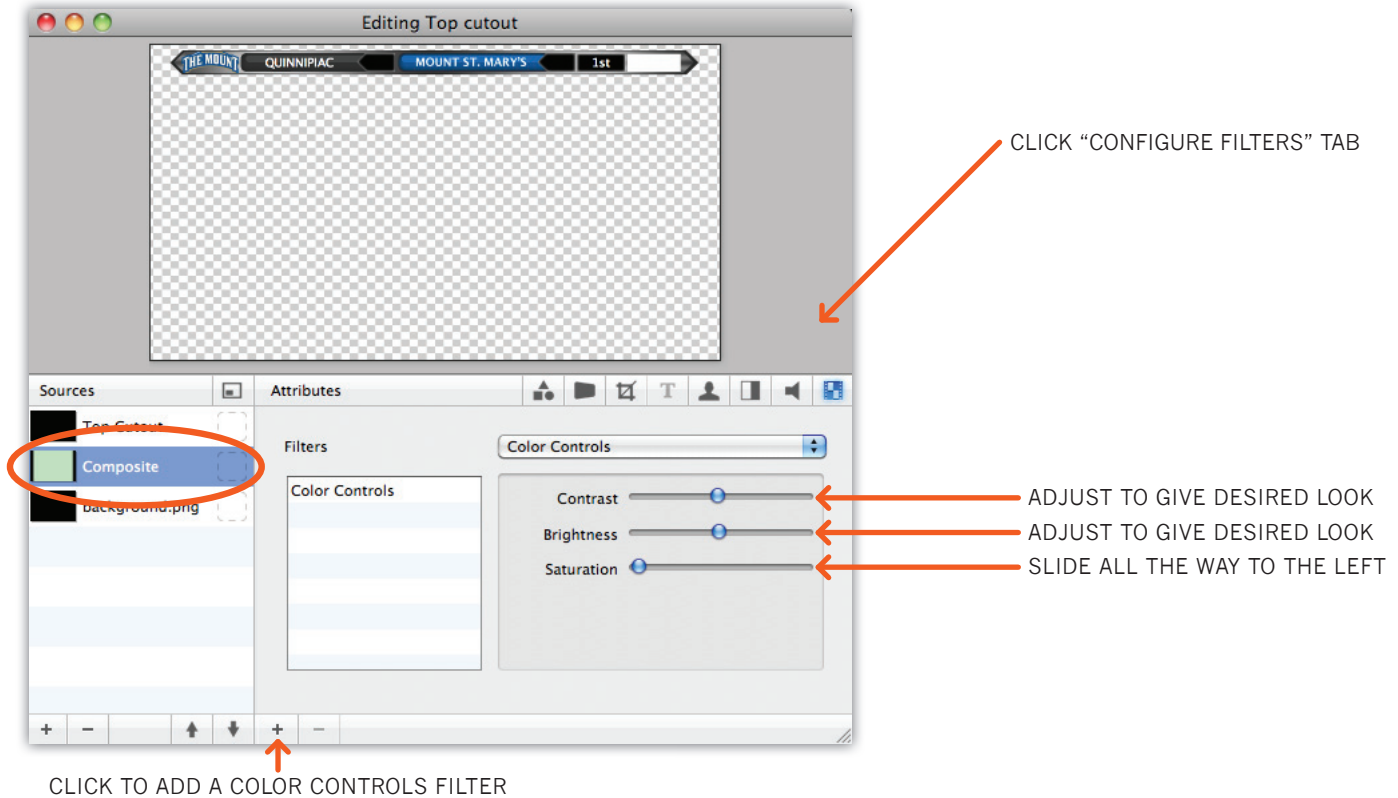 Editing Top cutout
THE MOUNT QUINNIPIAC MOUNT ST. MARY'S 1st
CLICK “CONFIGURE FILTERS” TAB
Sources Attributes T
Top Cutout
Filters Color Controls
Composite
Color Controls
Contrast ADJUST TO GIVE DESIRED LOOK
background.png
Brightness ADJUST TO GIVE DESIRED LOOK
Saturation SLIDE ALL THE WAY TO THE LEFT
CLICK TO ADD A COLOR CONTROLS FILTER